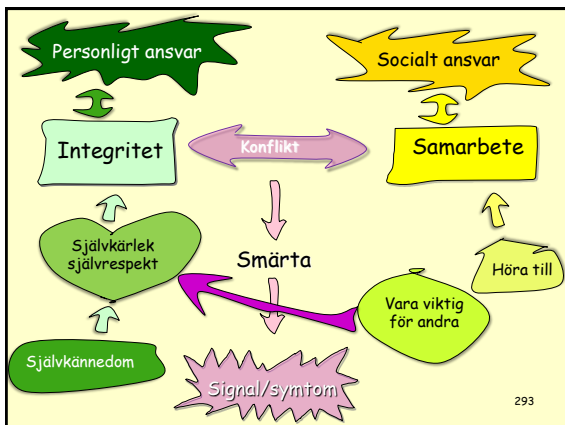 Personligt ansvar
Socialt ansvar
Integritet
Konflikt
Samarbete
Självkärlek
självrespekt
Smärta
Höra till
Vara viktig
för andra
Självkännedom
Signal/symtom
293